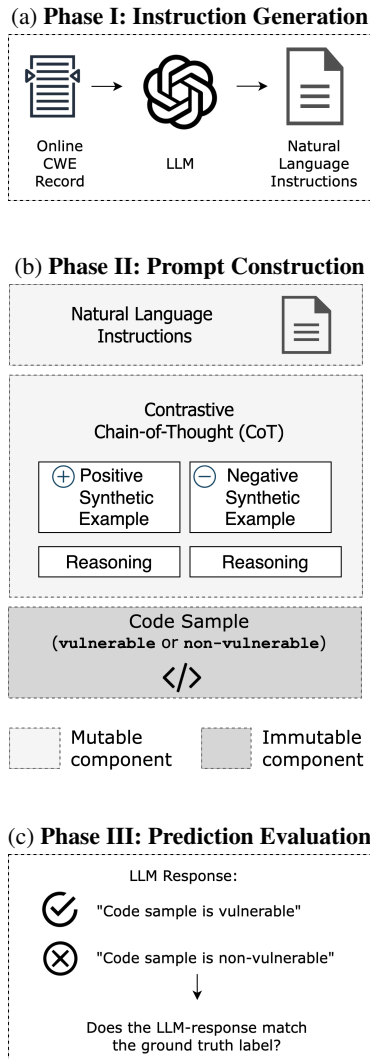 (a) Phase I: Instruction Generation
Online
CWE
Record
LLM
Natural
Language
Instructions
(b) Phase II: Prompt Construction
Natural Language
Instructions
Contrastive
Chain-of-Thought (CoT)
+ Positive
Synthetic
Example
− Negative
Synthetic
Example
Reasoning
Reasoning
Code Sample
(vulnerable or non-vulnerable)
</>
Mutable
component
Immutable
component
(c) Phase III: Prediction Evaluation
LLM Response:
"Code sample is vulnerable"
"Code sample is non-vulnerable"
Does the LLM-response match
the ground truth label?